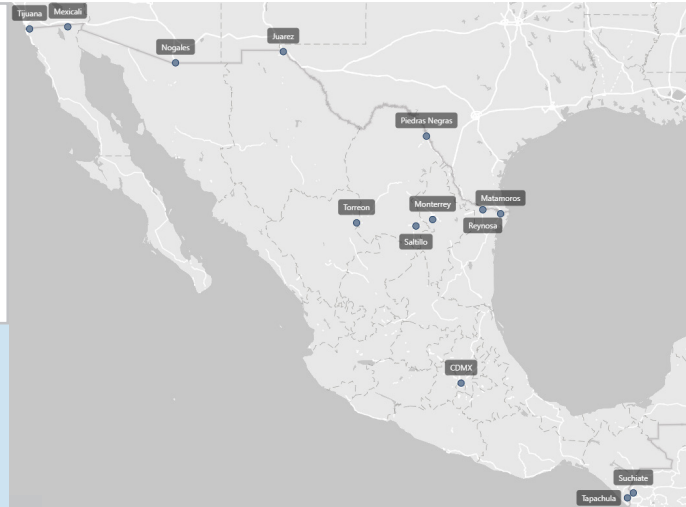 Tijuana
Mexicali
Nogales
Juarez
Piedras Negras
Torreon
Monterrey
Matamoros
Reynosa
Saltillo
CDMX
Suchiate
Tapachula